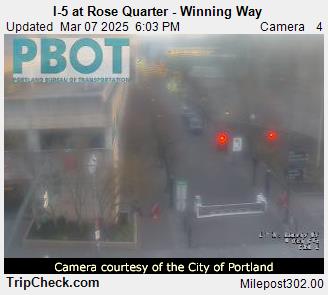 I-5 at Rose Quarter - Winning Way
Updated Mar 07 2025 6:03 PM Camera 4
PBOT
PORTLAND BUREAU OF TRANSPORTATION
Camera courtesy of the City of Portland
TripCheck.com Milepost302.00